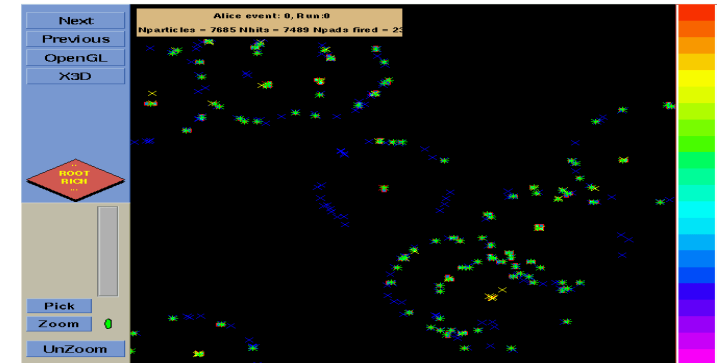 Next
Previous
OpenGL
X3D
Alice event: 0, Run:0
Nparticles = 7685 Nhits = 7489 Npads fired = 23
..
ROOT
RICH
...
Pick
Zoom
UnZoom